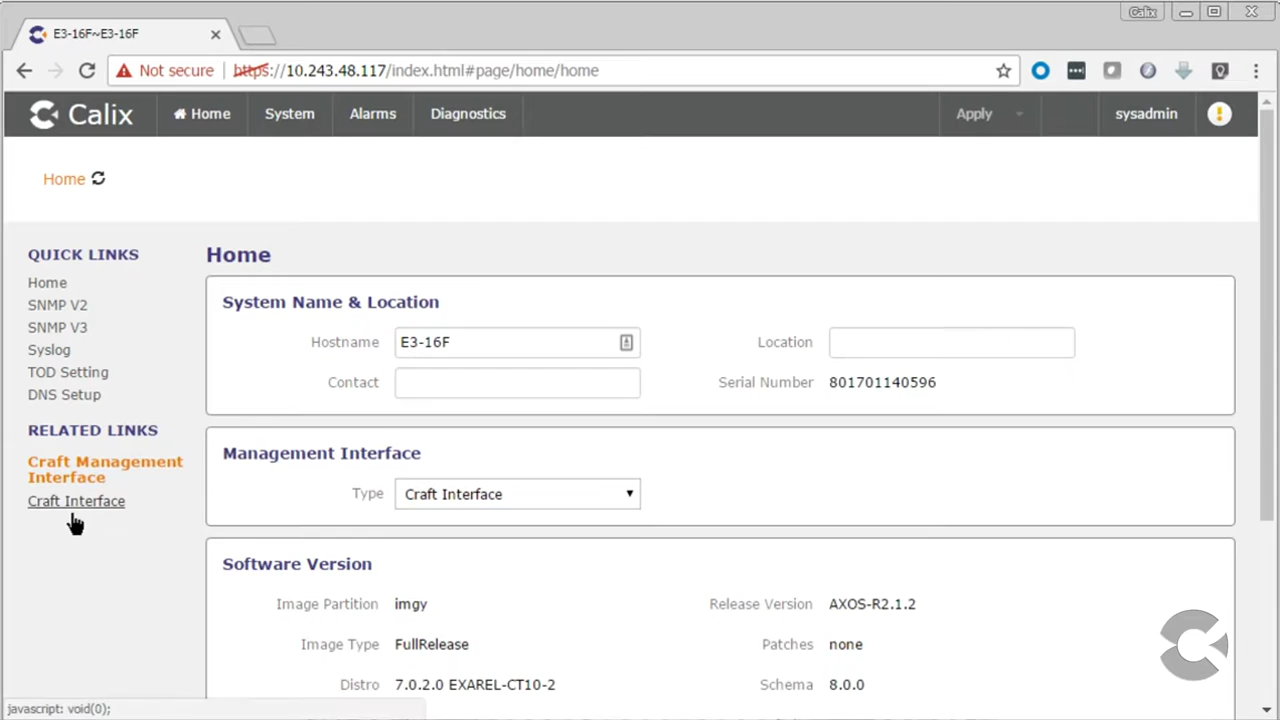 E3-16F~E3-16F
Calix
Not secure https://10.243.48.117/index.html#page/home/home
Calix Home System Alarms Diagnostics Apply sysadmin
Home
QUICK LINKS
Home
SNMP V2
SNMP V3
Syslog
TOD Setting
DNS Setup
RELATED LINKS
Craft Management
Interface
Craft Interface
Home
System Name & Location
Hostname E3-16F Location
Contact Serial Number 801701140596
Management Interface
Type Craft Interface
Software Version
Image Partition imgy Release Version AXOS-R2.1.2
Image Type FullRelease Patches none
Distro 7.0.2.0 EXAREL-CT10-2 Schema 8.0.0
javascript: void(0);